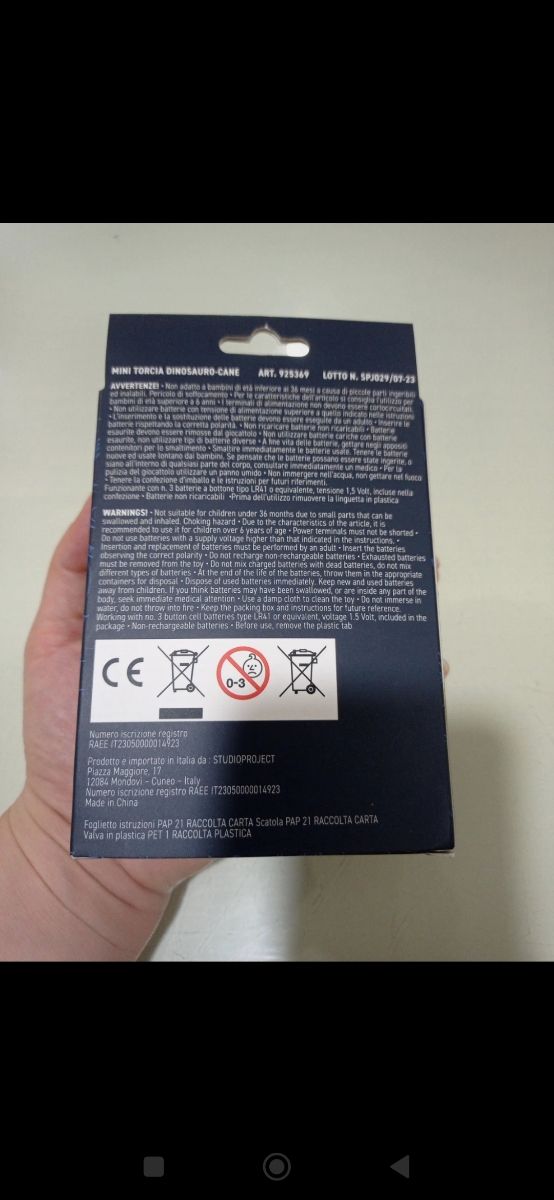 MINI TORCIA DINOSAURO-CANE ART. 925369 LOTTO N. SPJ029/07-23
AVVERTENZE! • Non adatto a bambini di età inferiore ai 36 mesi a causa di piccole parti ingeribili
ed inalabili. Pericolo di soffocamento • Per le caratteristiche dell'articolo si consiglia l'utilizzo per
bambini di età superiore a 6 anni • I terminali di alimentazione non devono essere cortocircuitati.
• Non utilizzare batterie con tensione di alimentazione superiore a quello indicato nelle istruzioni
• L'inserimento e la sostituzione delle batterie devono essere eseguite da un adulto • Inserire le
batterie rispettando la corretta polarità. • Non ricaricare batterie non ricaricabili • Batterie
esaurite devono essere rimosse dal giocattolo • Non utilizzare batterie cariche con batterie
esaurite, non utilizzare tipi di batterie diverse • A fine vita delle batterie, gettare negli appositi
contenitori per lo smaltimento • Smaltire immediatamente le batterie usate. Tenere le batterie
nuove ed usate lontano dai bambini. Se pensate che le batterie possano essere state ingerite, o
siano all'interno di qualsiasi parte del corpo, consultare immediatamente un medico • Per la
pulizia del giocattolo utilizzare un panno umido • Non immergere nell'acqua, non gettare nel fuoco
• Tenere la confezione d'imballo e le istruzioni per futuri riferimenti.
Funzionante con n. 3 batterie a bottone tipo LR41 o equivalente, tensione 1,5 Volt, incluse nella
confezione • Batterie non ricaricabili •Prima dell'utilizzo rimuovere la linguetta in plastica
WARNINGS! • Not suitable for children under 36 months due to small parts that can be
swallowed and inhaled. Choking hazard • Due to the characteristics of the article, it is
recommended to use it for children over 6 years of age • Power terminals must not be shorted •
Do not use batteries with a supply voltage higher than that indicated in the instructions. •
Insertion and replacement of batteries must be performed by an adult • Insert the batteries
observing the correct polarity • Do not recharge non-rechargeable batteries • Exhausted batteries
must be removed from the toy • Do not mix charged batteries with dead batteries, do not mix
different types of batteries • At the end of the life of the batteries, throw them in the appropriate
containers for disposal • Dispose of used batteries immediately. Keep new and used batteries
away from children. If you think batteries may have been swallowed, or are inside any part of the
body, seek immediate medical attention • Use a damp cloth to clean the toy • Do not immerse in
water, do not throw into fire • Keep the packing box and instructions for future reference.
Working with no. 3 button cell batteries type LR41 or equivalent, voltage 1.5 Volt, included in the
package • Non-rechargeable batteries • Before use, remove the plastic tab
CE 0-3
Numero iscrizione registro
RAEE IT23050000014923
Prodotto e importato in Italia da : STUDIOPROJECT
Piazza Maggiore, 17
12084 Mondovì - Cuneo - Italy
Numero iscrizione registro RAEE IT23050000014923
Made in China
Foglietto istruzioni PAP 21 RACCOLTA CARTA Scatola PAP 21 RACCOLTA CARTA
Valva in plastica PET 1 RACCOLTA PLASTICA